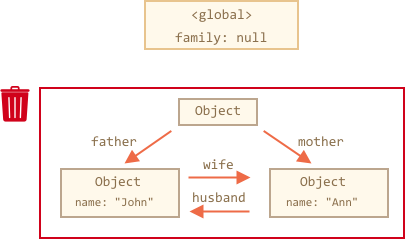 <global>
family: null
Object
father
mother
wife
Object
name: "John"
husband
Object
name: "Ann"